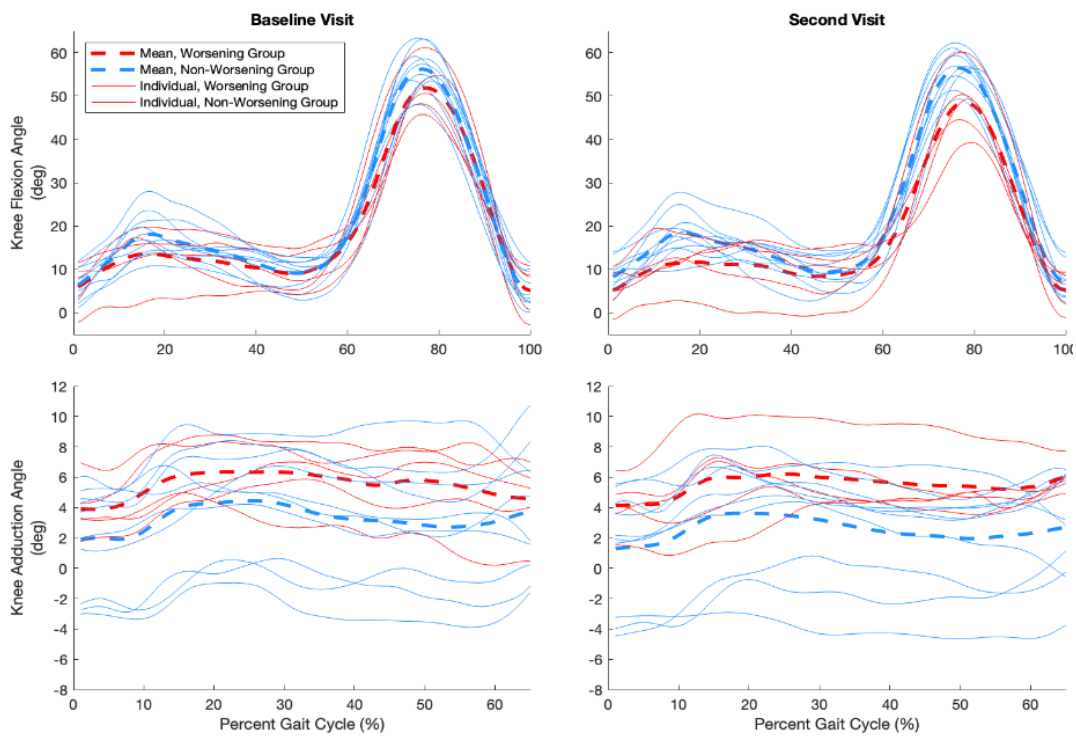 Baseline Visit
Second Visit
Mean, Worsening Group
Mean, Non-Worsening Group
Individual, Worsening Group
Individual, Non-Worsening Group
Knee Flexion Angle
(deg)
60
50
40
30
20
10
0
0 20 40 60 80 100
60
50
40
30
20
10
0
0 20 40 60 80 100
Knee Adduction Angle
(deg)
12
10
8
6
4
2
0
-2
-4
-6
-8
0 10 20 30 40 50 60
Percent Gait Cycle (%)
12
10
8
6
4
2
0
-2
-4
-6
-8
0 10 20 30 40 50 60
Percent Gait Cycle (%)